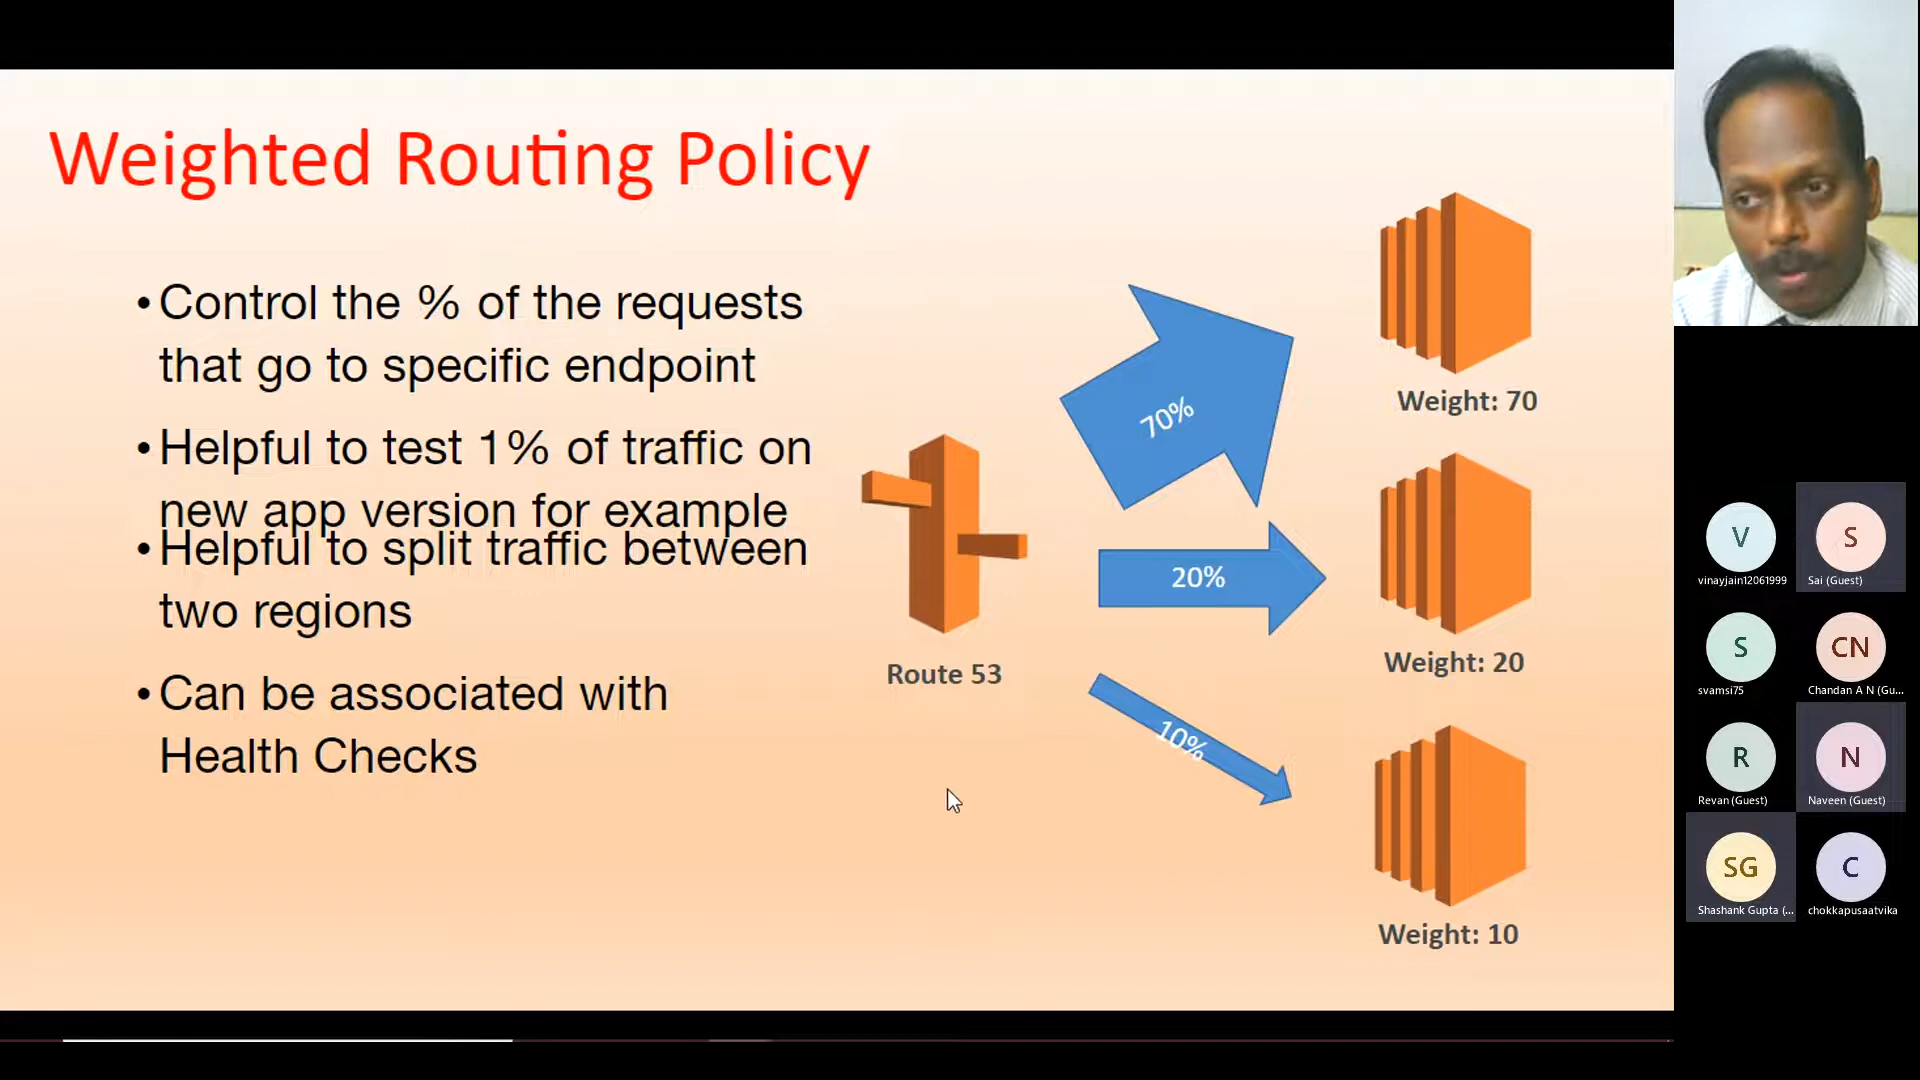 Weighted Routing Policy
• Control the % of the requests
that go to specific endpoint
• Helpful to test 1% of traffic on
new app version for example
• Helpful to split traffic between
two regions
• Can be associated with
Health Checks
Route 53
70%
20%
10%
Weight: 70
Weight: 20
Weight: 10
V
vinayjain12061999
S
Sai (Guest)
S
svamsi75
CN
Chandan A N (Gu...
R
Revan (Guest)
N
Naveen (Guest)
SG
Shashank Gupta (...
C
chokkapusaatvika